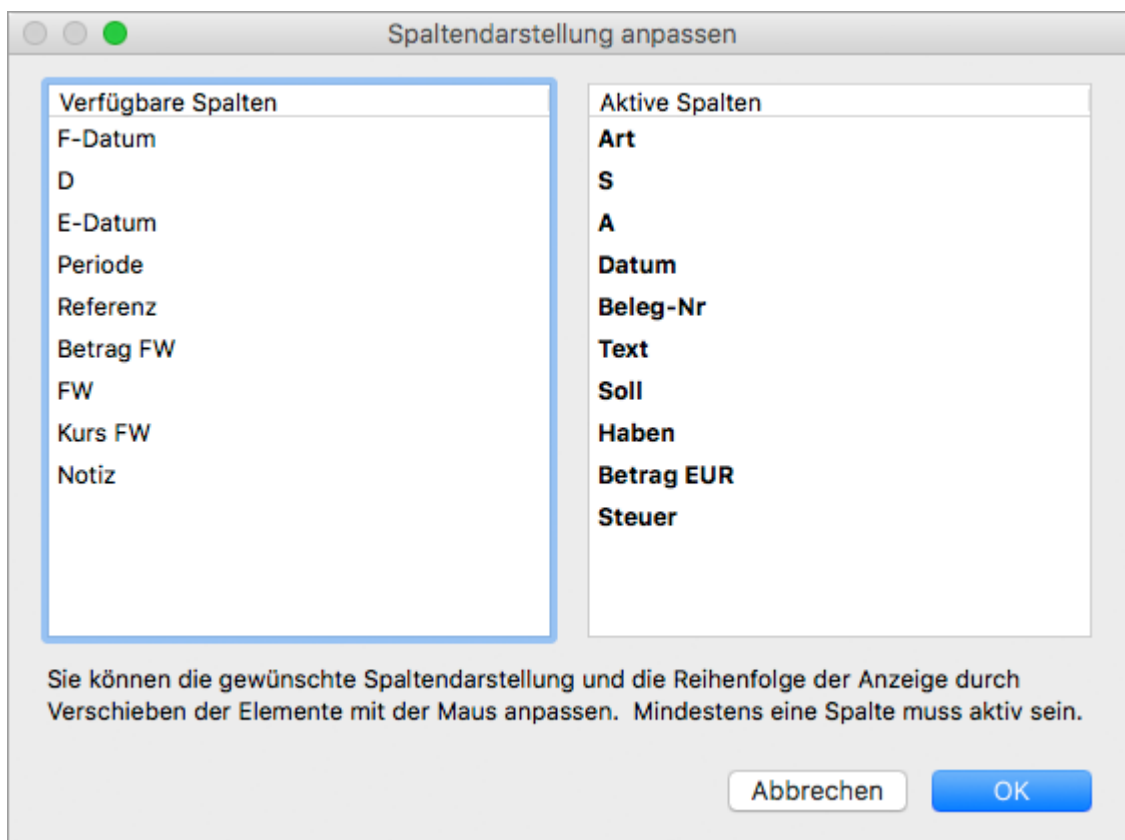 Spaltendarstellung anpassen
Verfügbare Spalten
F-Datum
D
E-Datum
Periode
Referenz
Betrag FW
FW
Kurs FW
Notiz
Aktive Spalten
Art
S
A
Datum
Beleg-Nr
Text
Soll
Haben
Betrag EUR
Steuer
Sie können die gewünschte Spaltendarstellung und die Reihenfolge der Anzeige durch
Verschieben der Elemente mit der Maus anpassen.  Mindestens eine Spalte muss aktiv sein.
Abbrechen
OK